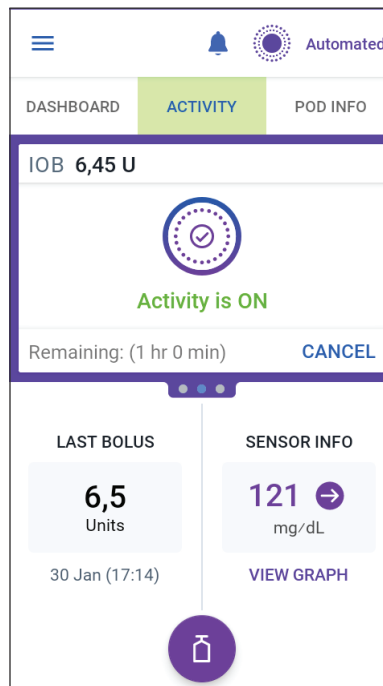 Automated
DASHBOARD ACTIVITY POD INFO
IOB 6,45 U
Activity is ON
Remaining: (1 hr 0 min) CANCEL
LAST BOLUS
6,5
Units
30 Jan (17:14)
SENSOR INFO
121
mg/dL
VIEW GRAPH